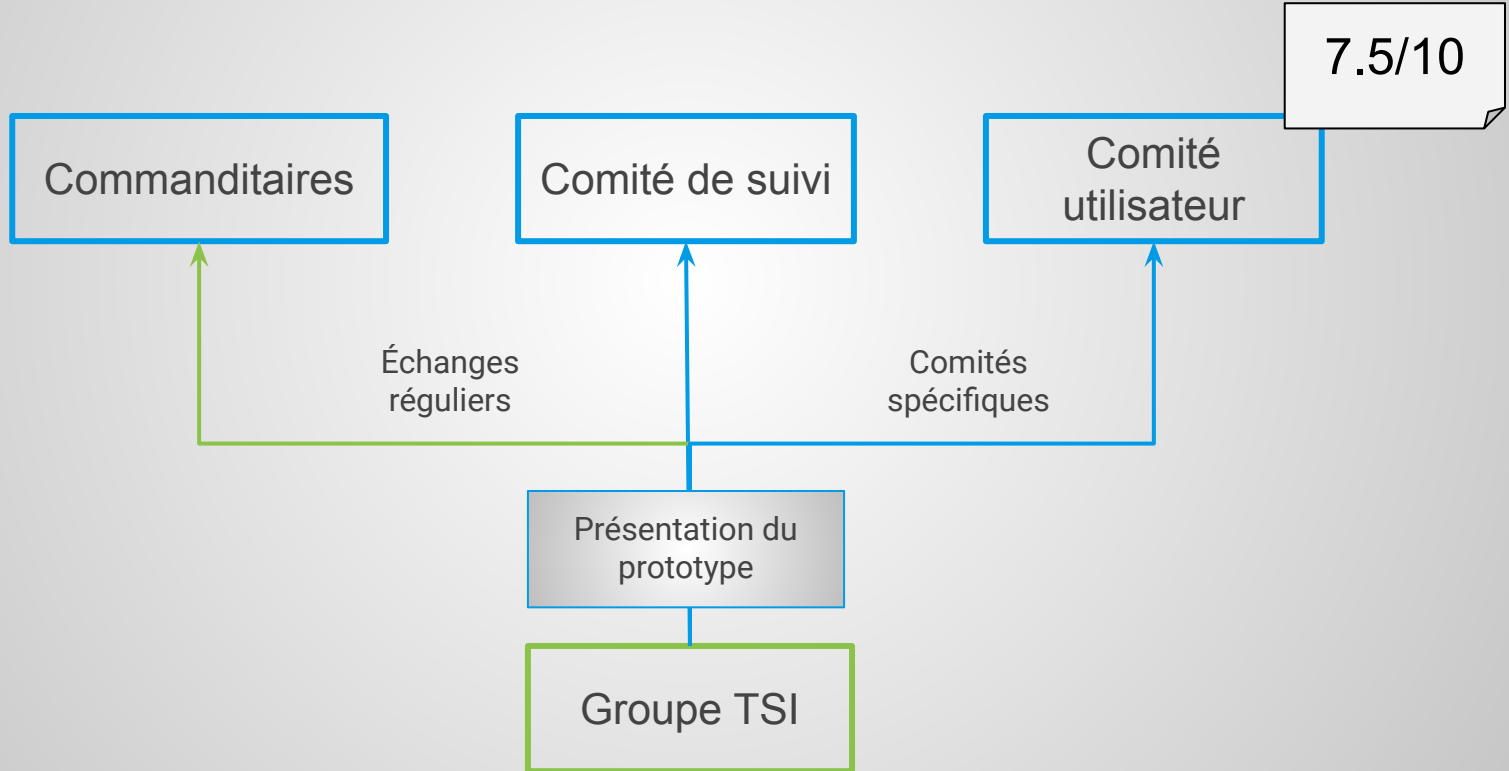 7.5/10
Commanditaires
Comité de suivi
Comité
utilisateur
Échanges
réguliers
Comités
spécifiques
Présentation du
prototype
Groupe TSI